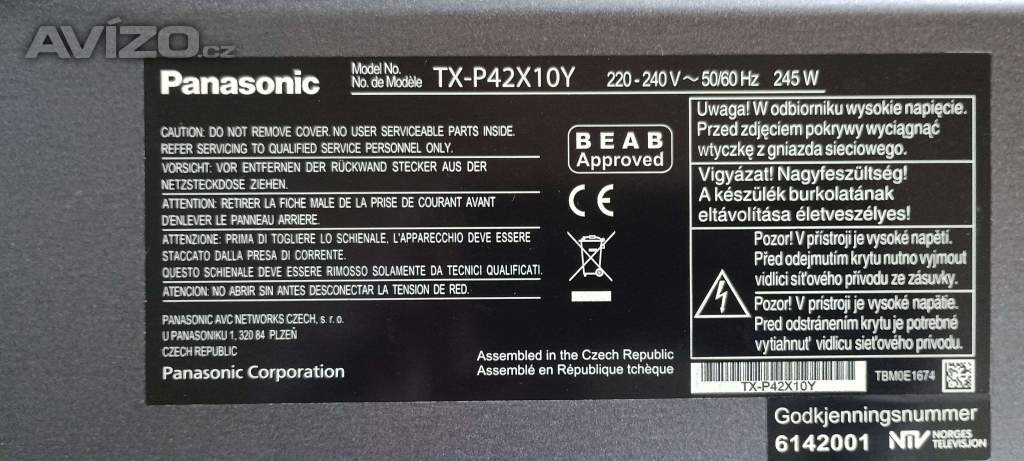 AVÍZO.cz
Panasonic
Model No.
No. de Modèle
TX-P42X10Y
220 - 240 V ~ 50/60 Hz 245 W
CAUTION: DO NOT REMOVE COVER. NO USER SERVICEABLE PARTS INSIDE.
REFER SERVICING TO QUALIFIED SERVICE PERSONNEL ONLY.
VORSICHT: VOR ENTFERNEN DER RÜCKWAND STECKER AUS DER
NETZSTECKDOSE ZIEHEN.
ATTENTION: RETIRER LA FICHE MALE DE LA PRISE DE COURANT AVANT
D'ENLEVER LE PANNEAU ARRIERE.
ATTENZIONE: PRIMA DI TOGLIERE LO SCHIENALE, L'APPARECCHIO DEVE ESSERE
STACCATO DALLA PRESA DI CORRENTE.
QUESTO SCHIENALE DEVE ESSERE RIMOSSO SOLAMENTE DA TECNICI QUALIFICATI.
ATENCION: NO ABRIR SIN ANTES DESCONECTAR LA TENSION DE RED.
PANASONIC AVC NETWORKS CZECH, s. r. o.
U PANASONIKU 1, 320 84 PLZEŇ
CZECH REPUBLIC
Panasonic Corporation
BEAB
Approved
CE
Assembled in the Czech Republic
Assemblé en République tchèque
Uwaga! W odbiorniku wysokie napięcie.
Przed zdjęciem pokrywy wyciągnąć
wtyczkę z gniazda sieciowego.
Vigyázat! Nagyfeszültség!
A készülék burkolatának
eltávolítása életveszélyes!
Pozor! V přístroji je vysoké napětí.
Před odejmutím krytu nutno vyjmout
vidlici síťového přívodu ze zásuvky.
Pozor! V prístroji je vysoké napätie.
Pred odstránením krytu je potrebné
vytiahnuť vidlicu sieťového prívodu.
TX-P42X10Y
TBM0E1674
Godkjenningsnummer
6142001
NTV NORGES
TELEVISJON